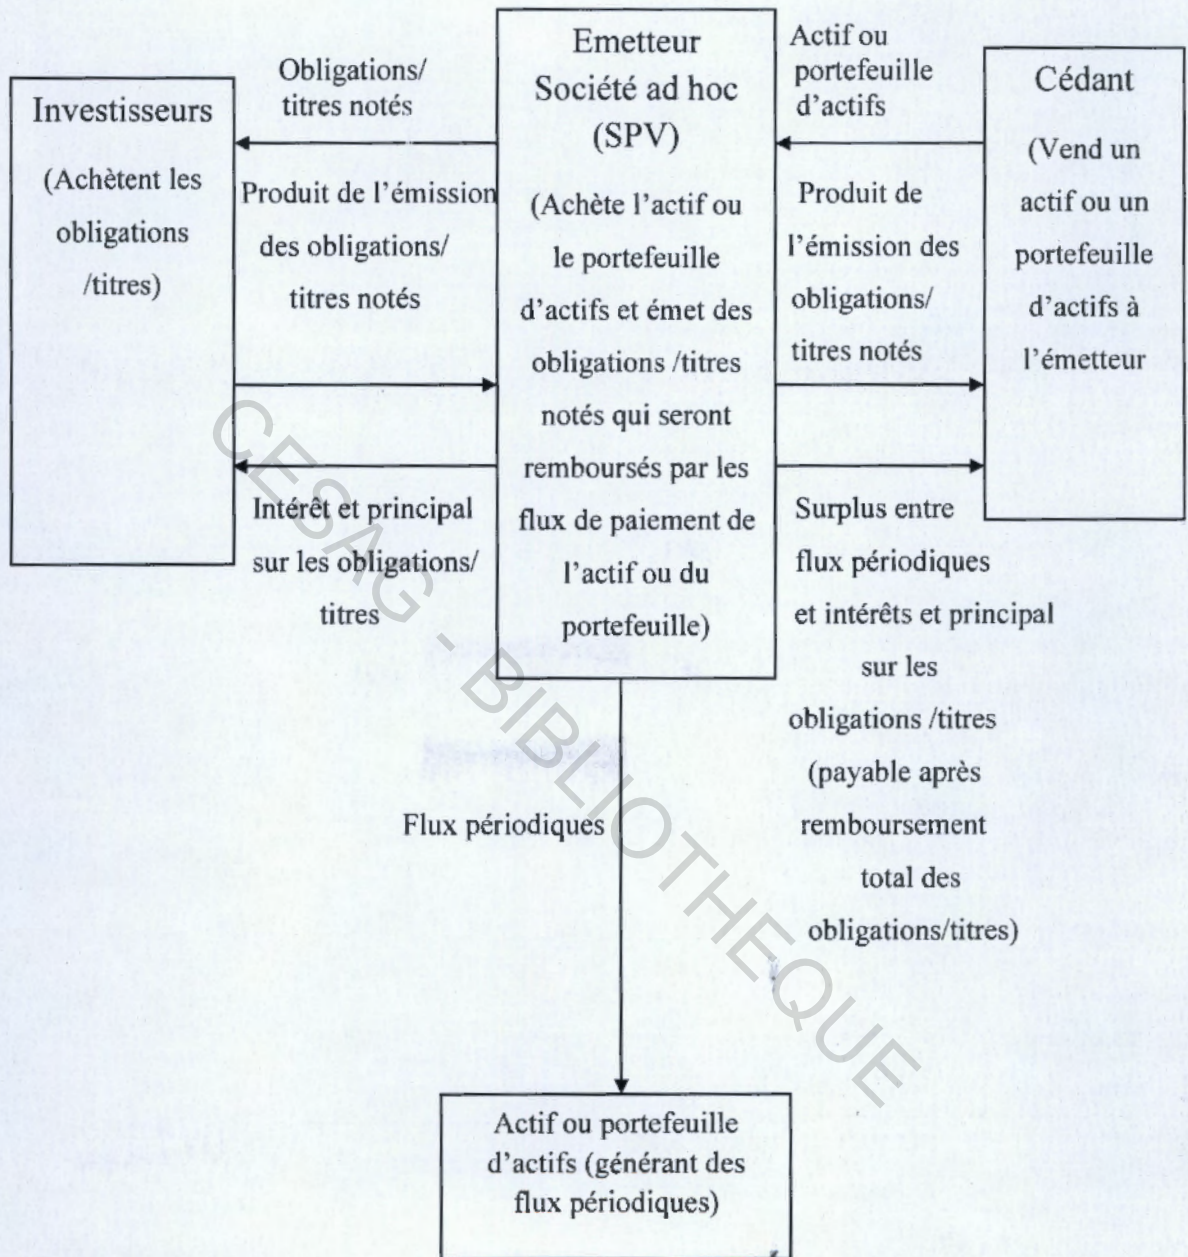 Investisseurs
(Achètent les
obligations
/titres)
Obligations/
titres notés
Produit de l'émission
des obligations/
titres notés
Intérêt et principal
sur les obligations/
titres
Emetteur
Société ad hoc
(SPV)
(Achète l'actif ou
le portefeuille
d'actifs et émet des
obligations /titres
notés qui seront
remboursés par les
flux de paiement de
l'actif ou du
portefeuille)
Actif ou
portefeuille
d'actifs
Produit de
l'émission des
obligations/
titres notés
Surplus entre
flux périodiques
et intérêts et principal
sur les
obligations /titres
(payable après
remboursement
total des
obligations/titres)
Cédant
(Vend un
actif ou un
portefeuille
d'actifs à
l'émetteur
Flux périodiques
Actif ou portefeuille
d'actifs (générant des
flux périodiques)
CESAG - BIBLIOTHEQUE